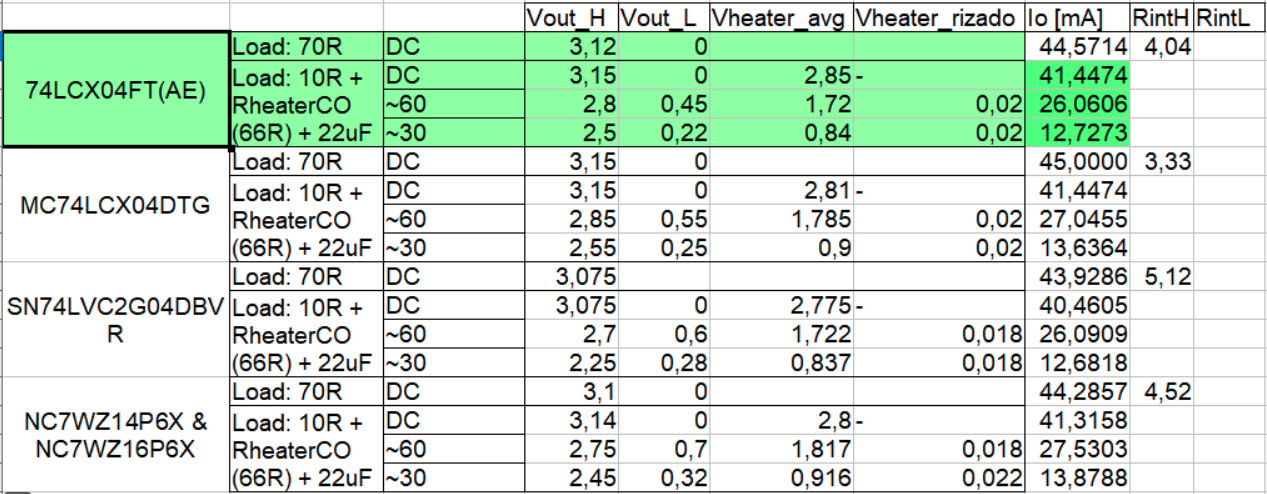 Vout_H Vout_L Vheater_avg Vheater_rizado Io [mA] RintH RintL
74LCX04FT(AE)
Load: 70R DC 3,12 0 44,5714 4,04
Load: 10R + DC 3,15 0 2,85 - 41,4474
RheaterCO ~60 2,8 0,45 1,72 0,02 26,0606
(66R) + 22uF ~30 2,5 0,22 0,84 0,02 12,7273
MC74LCX04DTG
Load: 70R DC 3,15 0 45,0000 3,33
Load: 10R + DC 3,15 0 2,81 - 41,4474
RheaterCO ~60 2,85 0,55 1,785 0,02 27,0455
(66R) + 22uF ~30 2,55 0,25 0,9 0,02 13,6364
SN74LVC2G04DBV
R
Load: 70R DC 3,075 43,9286 5,12
Load: 10R + DC 3,075 0 2,775 - 40,4605
RheaterCO ~60 2,7 0,6 1,722 0,018 26,0909
(66R) + 22uF ~30 2,25 0,28 0,837 0,018 12,6818
NC7WZ14P6X &
NC7WZ16P6X
Load: 70R DC 3,1 0 44,2857 4,52
Load: 10R + DC 3,14 0 2,8 - 41,3158
RheaterCO ~60 2,75 0,7 1,817 0,018 27,5303
(66R) + 22uF ~30 2,45 0,32 0,916 0,022 13,8788